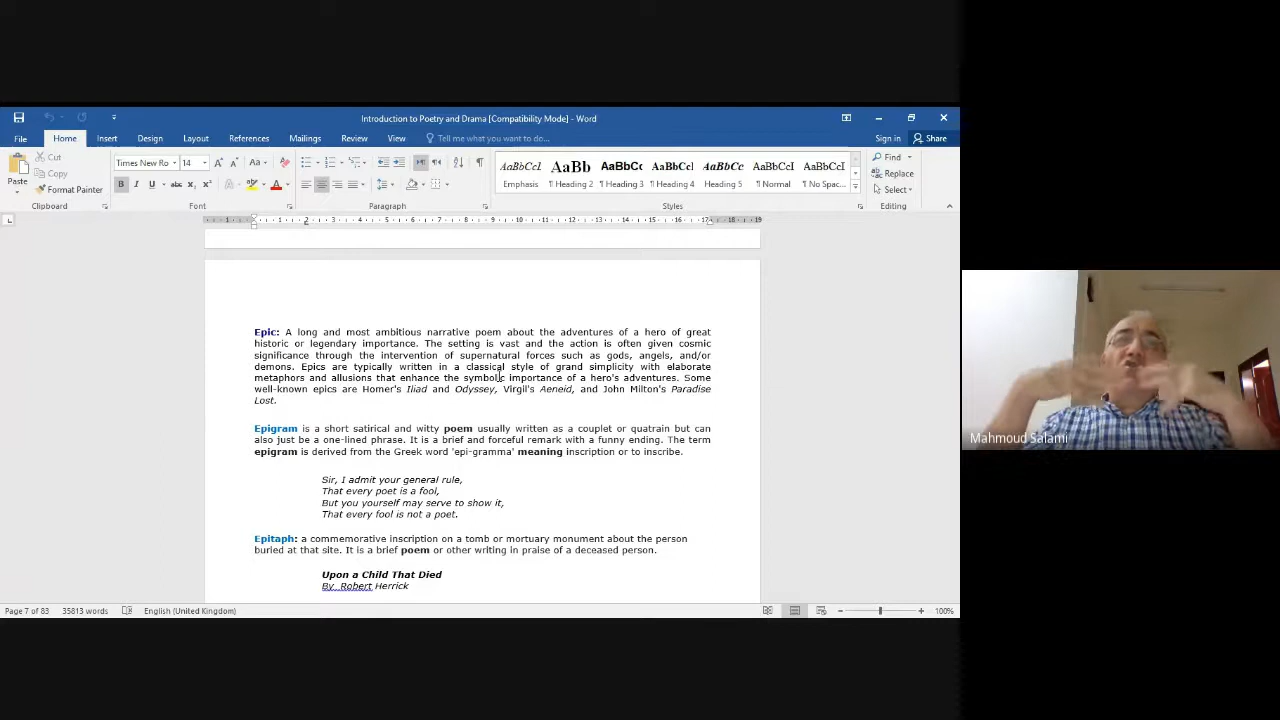 Introduction to Poetry and Drama [Compatibility Mode] - Word
File Home Insert Design Layout References Mailings Review View Tell me what you want to do... Sign in Share
Paste Cut Copy Format Painter
Times New Ro 14
AaBbCcI AaBb AaBbCc AaBbCcI AaBbCc AaBbCcI AaBbCcI
Emphasis ¶ Heading 2 ¶ Heading 3 ¶ Heading 4 Heading 5 ¶ Normal ¶ No Spac...
Find Replace Select
Clipboard Font Paragraph Styles Editing
Epic: A long and most ambitious narrative poem about the adventures of a hero of great
historic or legendary importance. The setting is vast and the action is often given cosmic
significance through the intervention of supernatural forces such as gods, angels, and/or
demons. Epics are typically written in a classical style of grand simplicity with elaborate
metaphors and allusions that enhance the symbolic importance of a hero's adventures. Some
well-known epics are Homer's Iliad and Odyssey, Virgil's Aeneid, and John Milton's Paradise
Lost.
Epigram is a short satirical and witty poem usually written as a couplet or quatrain but can
also just be a one-lined phrase. It is a brief and forceful remark with a funny ending. The term
epigram is derived from the Greek word 'epi-gramma' meaning inscription or to inscribe.
Sir, I admit your general rule,
That every poet is a fool,
But you yourself may serve to show it,
That every fool is not a poet.
Epitaph: a commemorative inscription on a tomb or mortuary monument about the person
buried at that site. It is a brief poem or other writing in praise of a deceased person.
Upon a Child That Died
By Robert Herrick
Page 7 of 83 35813 words English (United Kingdom) 100%
Mahmoud Salami